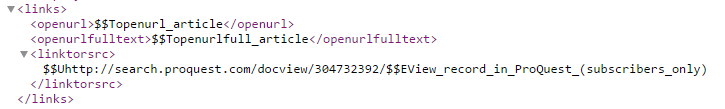 <links>
<openurl>$$Topenurl_article</openurl>
<openurlfulltext>$$Topenurlfull_article</openurlfulltext>
<linktorsrc>
$$Uhttp://search.proquest.com/docview/304732392/$$EView_record_in_ProQuest_(subscribers_only)
</linktorsrc>
</links>